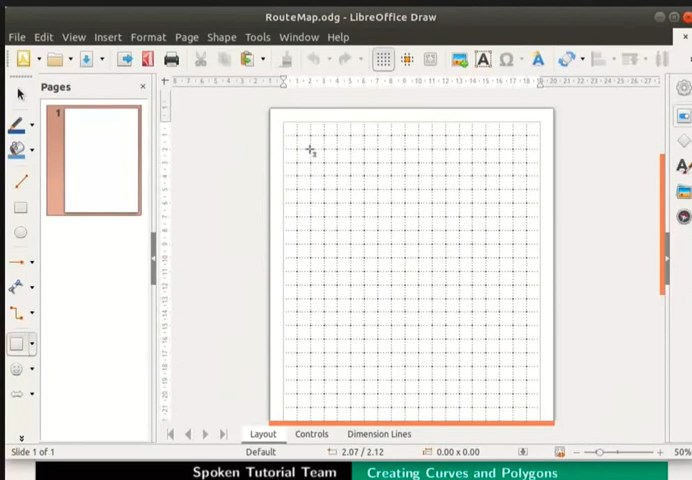 RouteMap.odg - LibreOffice Draw
File Edit View Insert Format Page Shape Tools Window Help
Pages
1
Layout Controls Dimension Lines
Slide 1 of 1 Default 2.07 / 2.12 0.00 x 0.00 50%
Spoken Tutorial Team Creating Curves and Polygons